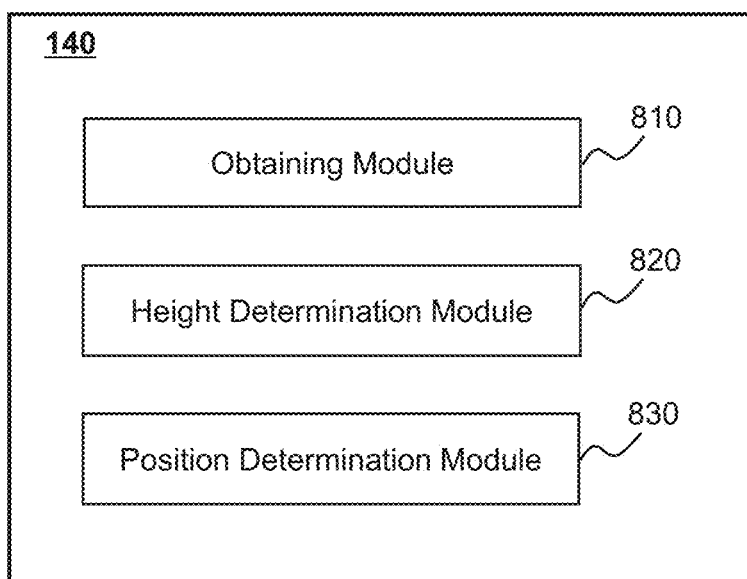 140
810
Obtaining Module
820
Height Determination Module
830
Position Determination Module